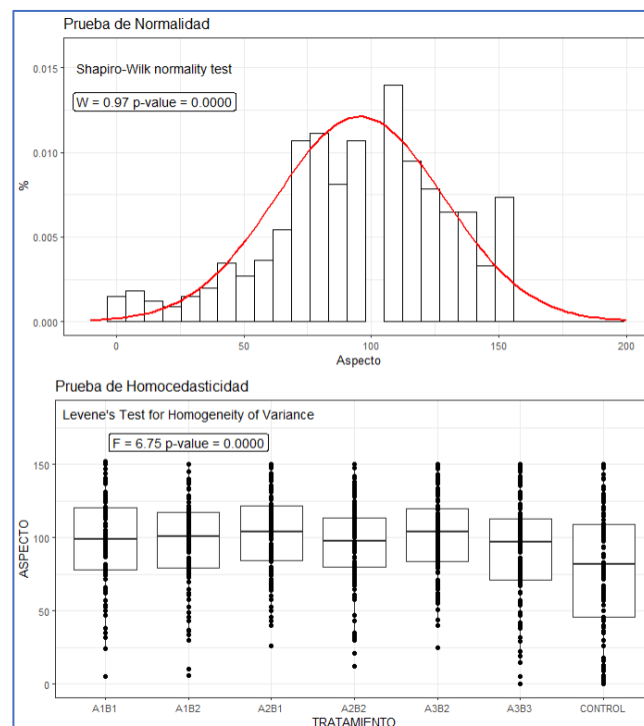 Prueba de Normalidad
Shapiro-Wilk normality test
W = 0.97 p-value = 0.0000
0.015
0.010
0.005
0.000
%
0 50 100 150 200
Aspecto
Prueba de Homocedasticidad
Levene's Test for Homogeneity of Variance
F = 6.75 p-value = 0.0000
150
100
50
0
ASPECTO
A1B1 A1B2 A2B1 A2B2 A3B2 A3B3 CONTROL
TRATAMIENTO